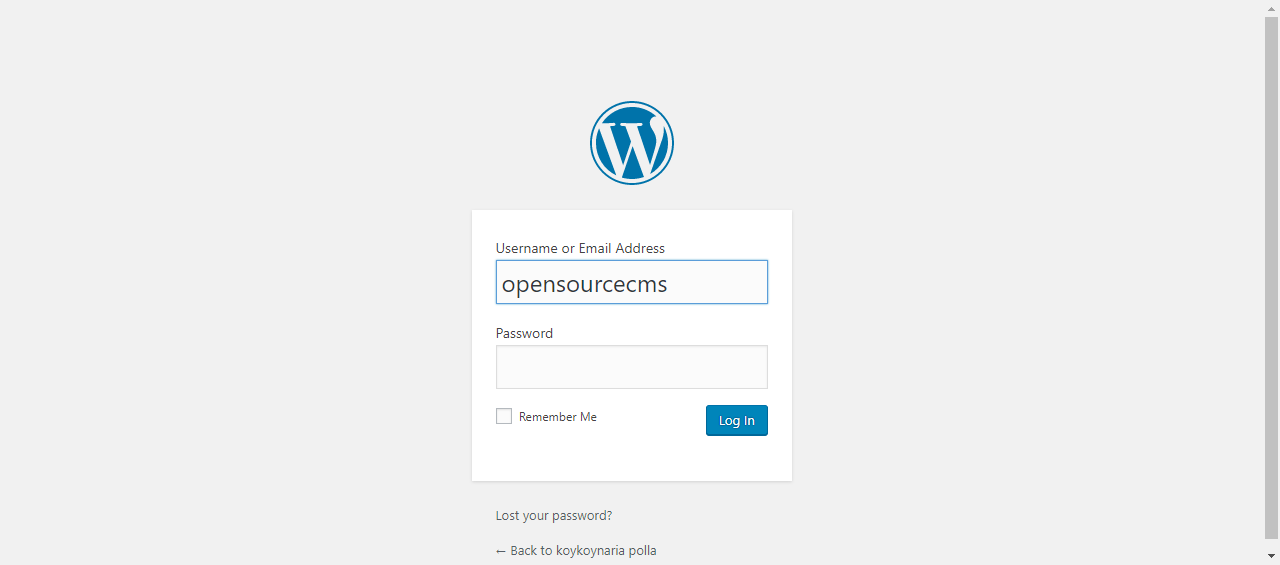 Username or Email Address
opensourcecms
Password
Remember Me
Log In
Lost your password?
← Back to koykoynaria polla